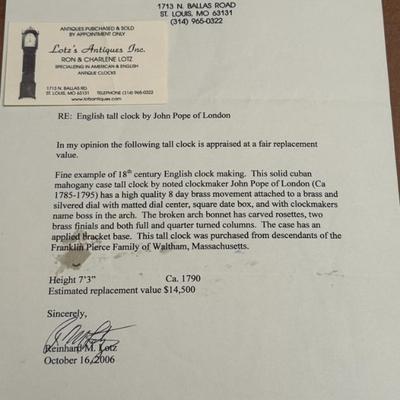 1713 N. BALLAS ROAD
ST. LOUIS, MO 63131
(314) 965-0322
ANTIQUES PURCHASED & SOLD
BY APPOINTMENT ONLY
Lotz's Antiques Inc.
RON & CHARLENE LOTZ
SPECIALIZING IN AMERICAN & ENGLISH
ANTIQUE CLOCKS
1713 N. BALLAS RD.
ST. LOUIS, MO 63131 TELEPHONE (314) 965-0322
www.lotzantiques.com
RE: English tall clock by John Pope of London
In my opinion the following tall clock is appraised at a fair replacement
value.
Fine example of 18th century English clock making. This solid cuban
mahogany case tall clock by noted clockmaker John Pope of London (Ca
1785-1795) has a high quality 8 day brass movement attached to a brass and
silvered dial with matted dial center, square date box, and with clockmakers
name boss in the arch. The broken arch bonnet has carved rosettes, two
brass finials and both full and quarter turned columns. The case has an
applied bracket base. This tall clock was purchased from descendants of the
Franklin Pierce Family of Waltham, Massachusetts.
Height 7'3" Ca. 1790
Estimated replacement value $14,500
Sincerely,
Reinhard M. Lotz
October 16, 2006